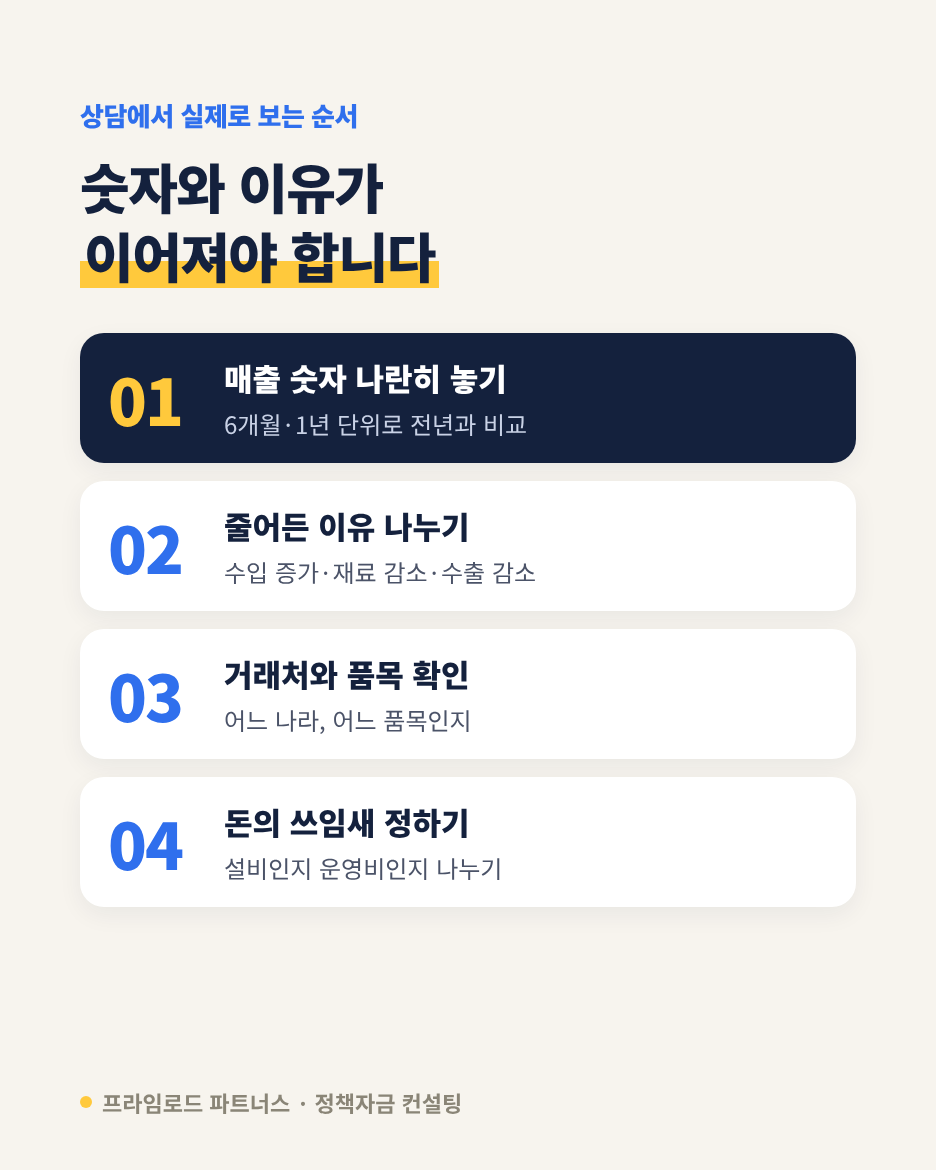 상담에서 실제로 보는 순서
숫자와 이유가
이어져야 합니다
01
매출 숫자 나란히 놓기
6개월·1년 단위로 전년과 비교
02
줄어든 이유 나누기
수입 증가·재료 감소·수출 감소
03
거래처와 품목 확인
어느 나라, 어느 품목인지
04
돈의 쓰임새 정하기
설비인지 운영비인지 나누기
프라임로드 파트너스 · 정책자금 컨설팅